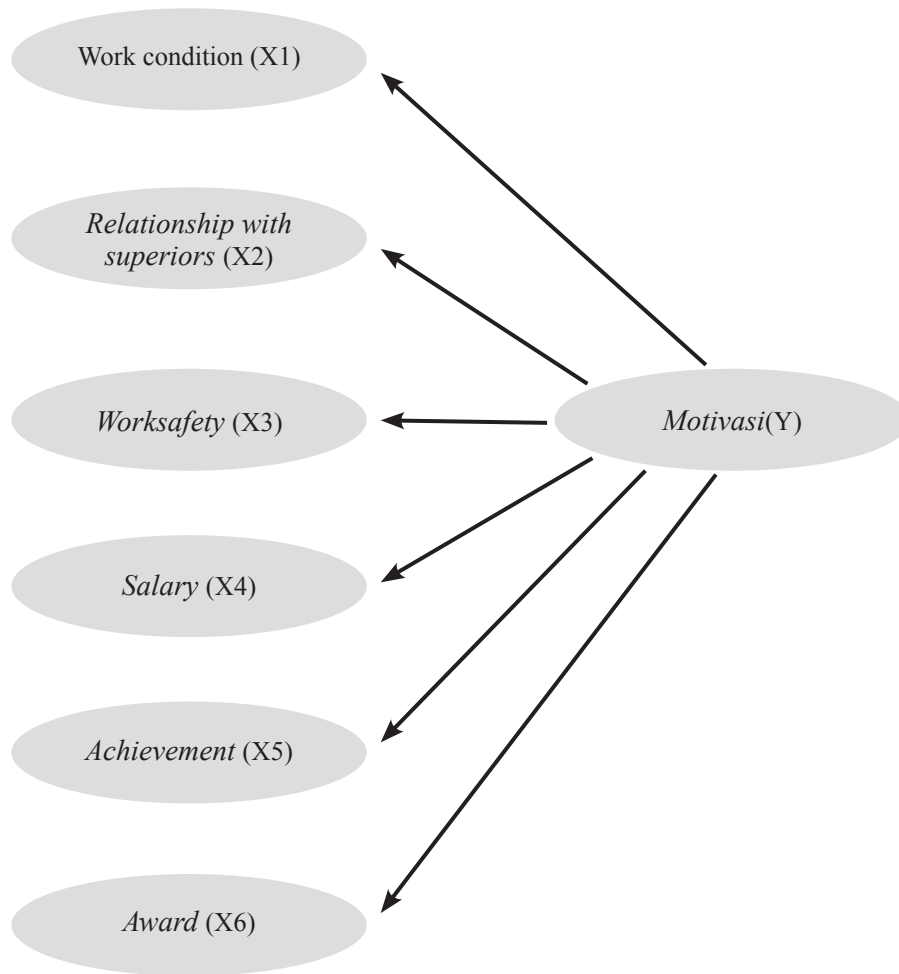 Work condition (X1)
Relationship with
superiors (X2)
Worksafety (X3)
Motivasi(Y)
Salary (X4)
Achievement (X5)
Award (X6)